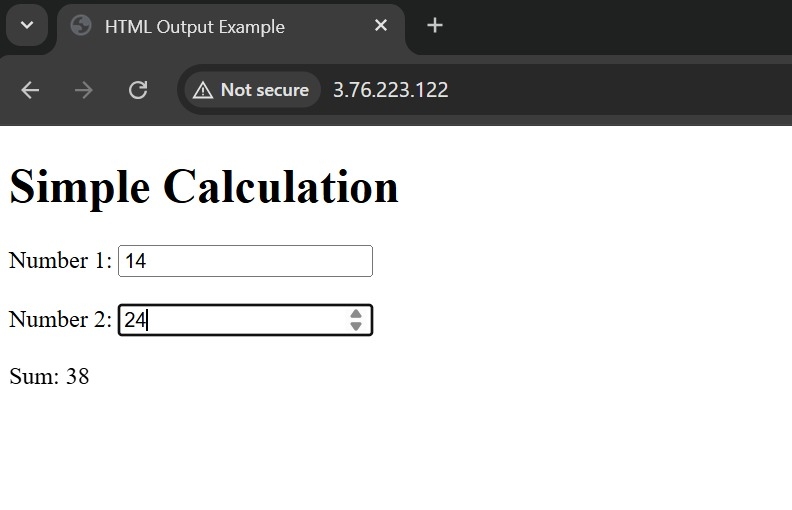 HTML Output Example
Not secure 3.76.223.122
Simple Calculation
Number 1: 14
Number 2: 24
Sum: 38